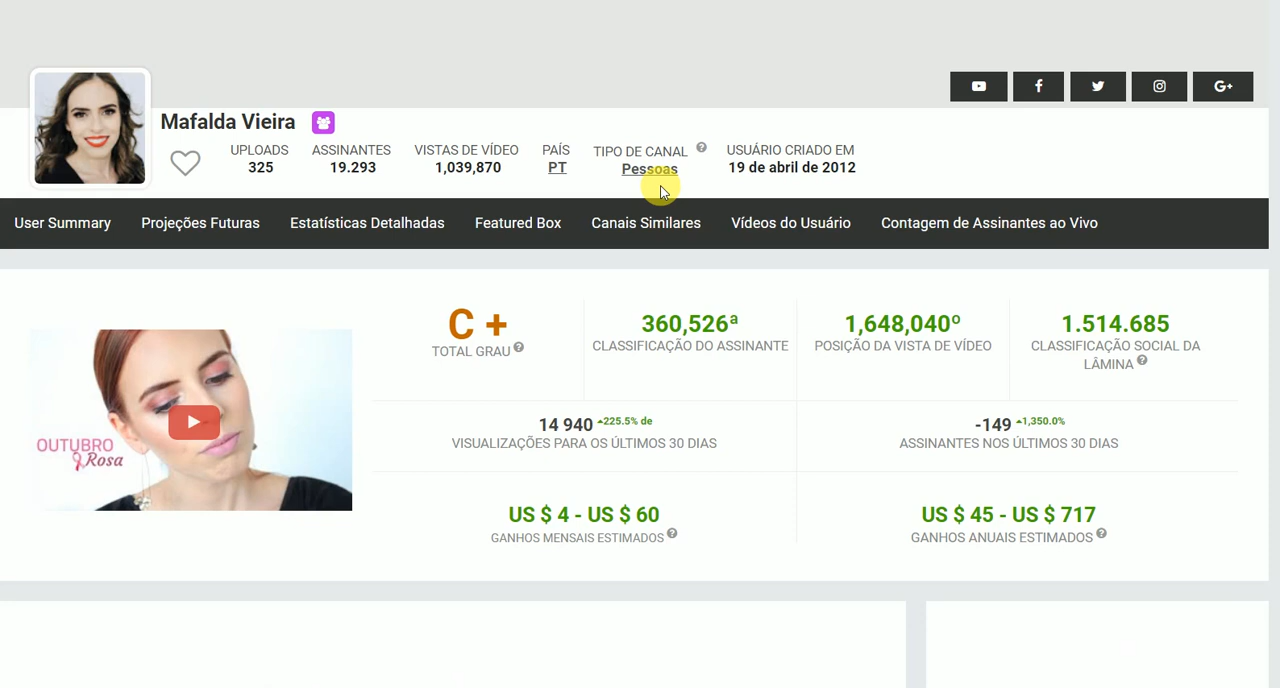 Mafalda Vieira
UPLOADS
325
ASSINANTES
19.293
VISTAS DE VÍDEO
1,039,870
PAÍS
PT
TIPO DE CANAL
Pessoas
USUÁRIO CRIADO EM
19 de abril de 2012
User Summary
Projeções Futuras
Estatísticas Detalhadas
Featured Box
Canais Similares
Vídeos do Usuário
Contagem de Assinantes ao Vivo
OUTUBRO
Rosa
C +
TOTAL GRAU
360,526ª
CLASSIFICAÇÃO DO ASSINANTE
1,648,040º
POSIÇÃO DA VISTA DE VÍDEO
1.514.685
CLASSIFICAÇÃO SOCIAL DA
LÂMINA
14 940 225.5% de
VISUALIZAÇÕES PARA OS ÚLTIMOS 30 DIAS
-149 1,350.0%
ASSINANTES NOS ÚLTIMOS 30 DIAS
US $ 4 - US $ 60
GANHOS MENSAIS ESTIMADOS
US $ 45 - US $ 717
GANHOS ANUAIS ESTIMADOS